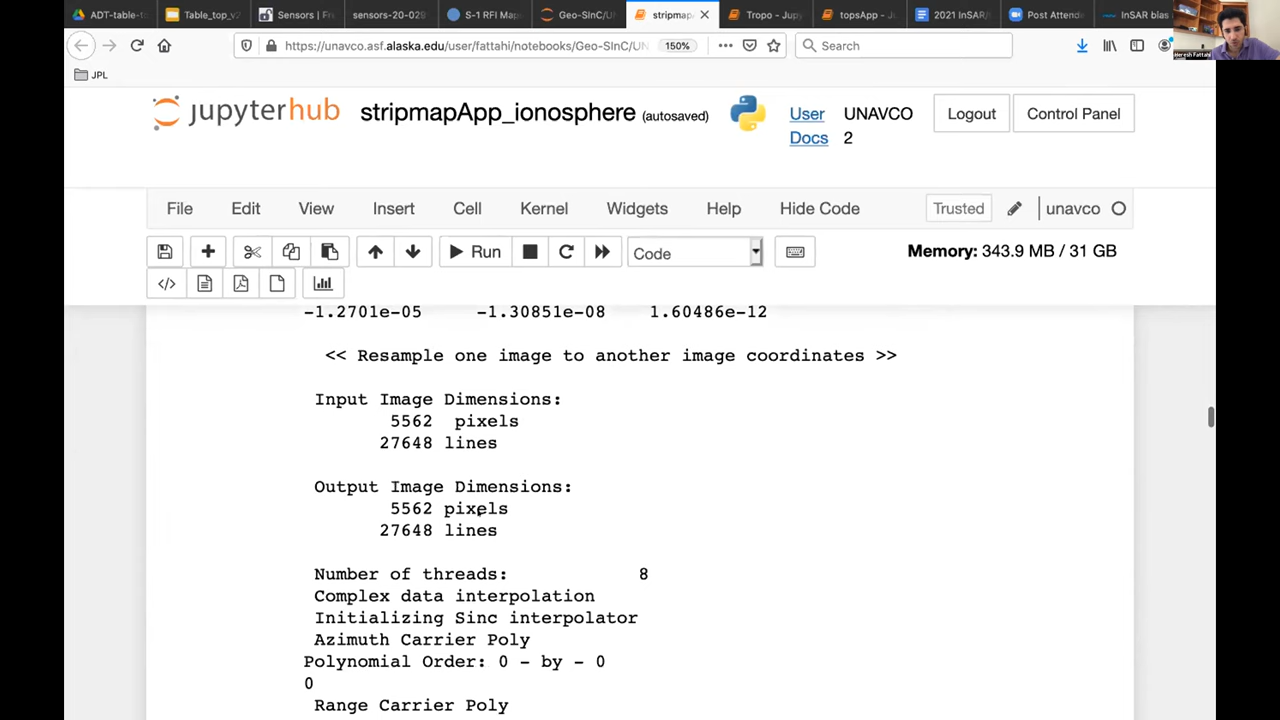 ADT-table-t
Table_top_v2
Sensors | Fr
sensors-20-029
S-1 RFI Map
Geo-SInC/UN
stripmap
Tropo - Jupy
topsApp - Ju
2021 InSAR/
Post Attende
InSAR bias
https://unavco.asf.alaska.edu/user/fattahi/notebooks/Geo-SInC/UN
150%
Search
Heresh Fattahi
JPL
jupyterhub
stripmapApp_ionosphere (autosaved)
User Docs
UNAVCO 2
Logout
Control Panel
File Edit View Insert Cell Kernel Widgets Help Hide Code
Trusted
unavco
Run
Code
Memory: 343.9 MB / 31 GB
-1.2701e-05 -1.30851e-08 1.60486e-12
<< Resample one image to another image coordinates >>
Input Image Dimensions:
5562 pixels
27648 lines
Output Image Dimensions:
5562 pixels
27648 lines
Number of threads: 8
Complex data interpolation
Initializing Sinc interpolator
Azimuth Carrier Poly
Polynomial Order: 0 - by - 0
0
Range Carrier Poly